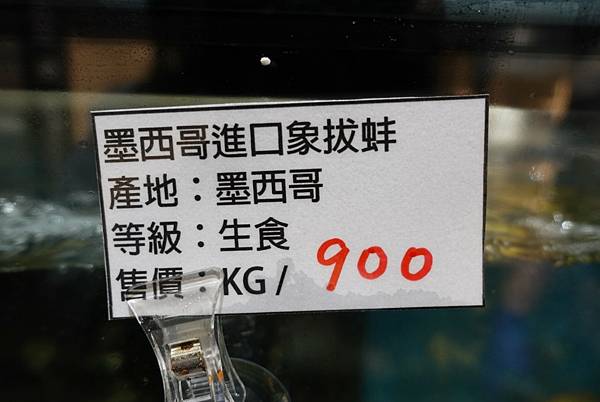 墨西哥進口象拔蚌
產地：墨西哥
等級：生食
售價：KG / 900